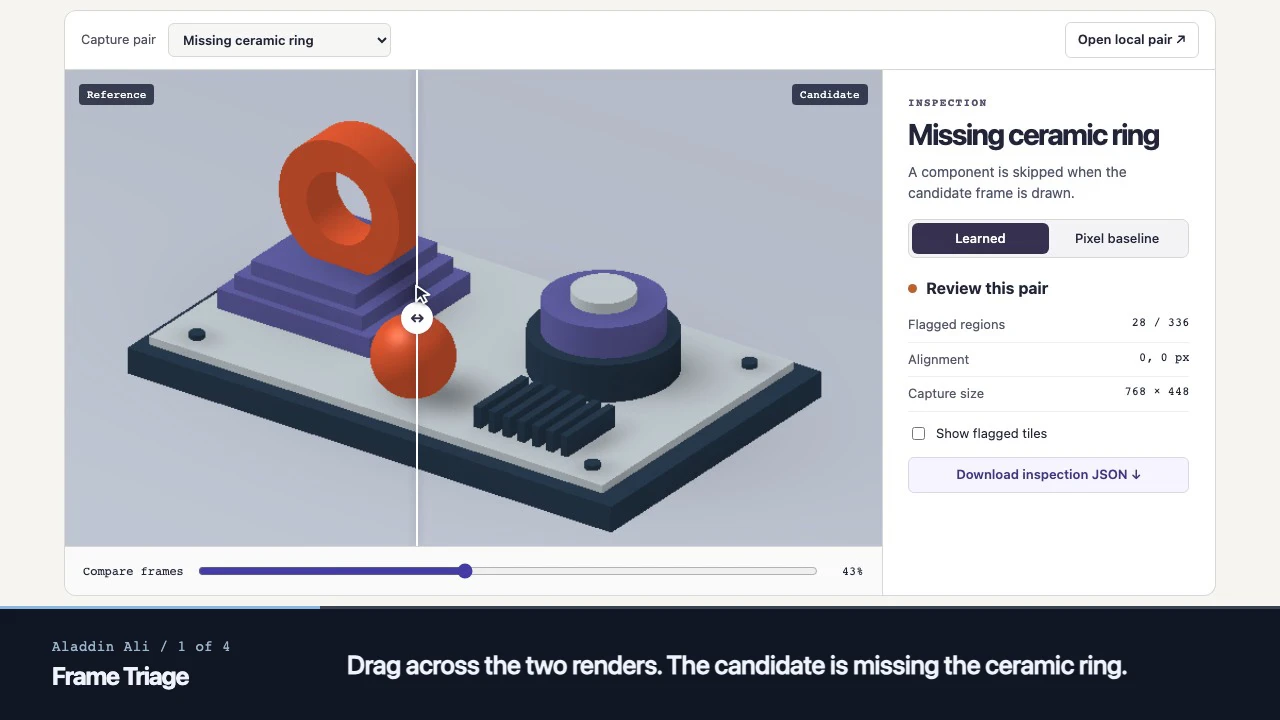 Capture pair
Missing ceramic ring
Open local pair ↗
Reference
Candidate
INSPECTION
Missing ceramic ring
A component is skipped when the
candidate frame is drawn.
Learned
Pixel baseline
Review this pair
Flagged regions 28 / 336
Alignment 0, 0 px
Capture size 768 × 448
Show flagged tiles
Download inspection JSON ↓
Compare frames 43%
Aladdin Ali / 1 of 4
Frame Triage
Drag across the two renders. The candidate is missing the ceramic ring.